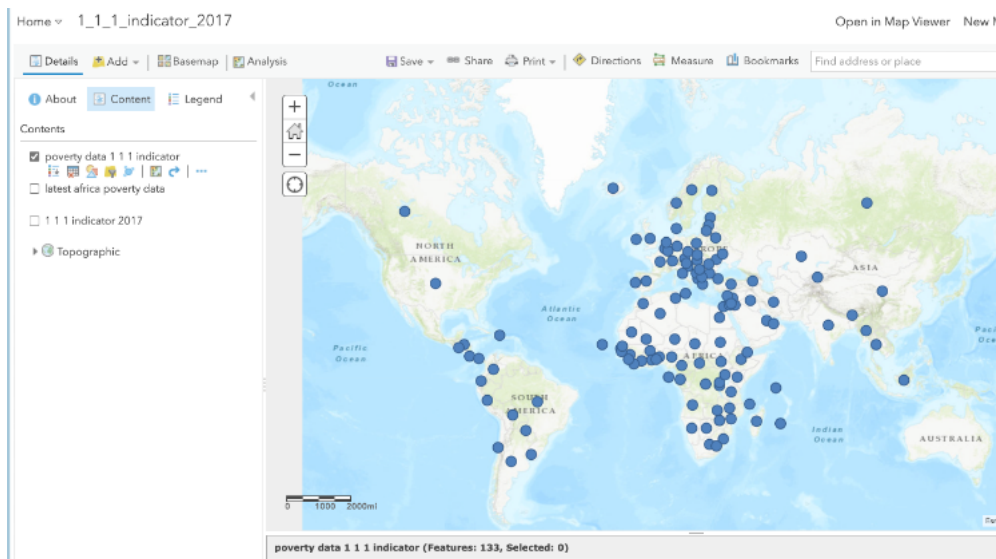 Home 1_1_1_indicator_2017 Open in Map Viewer New
Details Add Basemap Analysis Save Share Print Directions Measure Bookmarks Find address or place
About Content Legend
Contents
poverty data 1 1 1 indicator
latest africa poverty data
1 1 1 indicator 2017
Topographic
Ocean
NORTH
AMERICA
ASIA
Atlantic
Ocean
Pacific
Ocean
AFRICA
SOUTH
AMERICA
Indian
Ocean
AUSTRALIA
0 1000 2000mi
poverty data 1 1 1 indicator (Features: 133, Selected: 0)